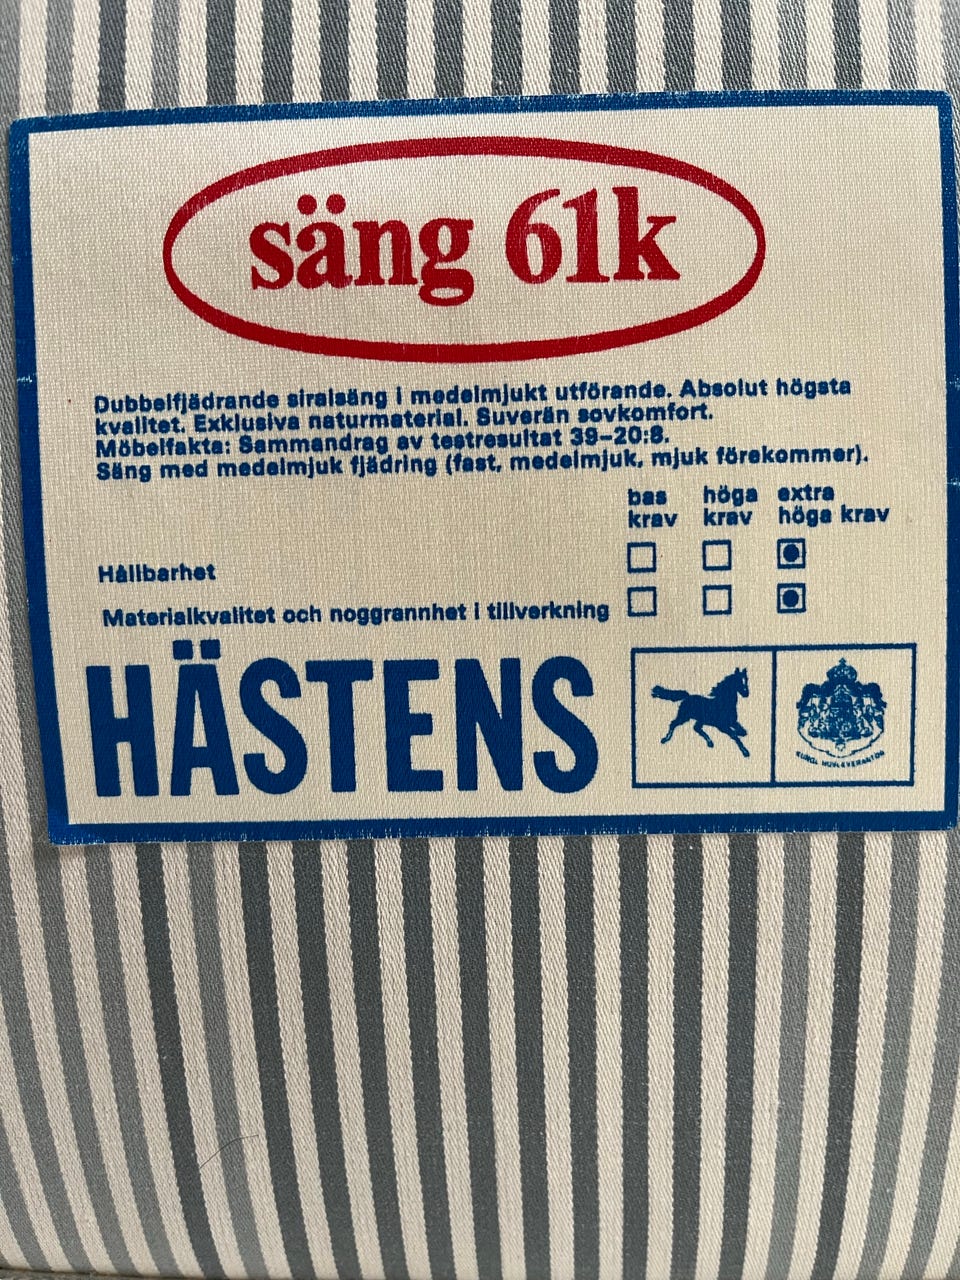 säng 61k
Dubbelfjädrande siralsäng i medelmjukt utförande. Absolut högsta
kvalitet. Exklusiva naturmaterial. Suverän sovkomfort.
Möbelfakta: Sammandrag av testresultat 39-20:8.
Säng med medelmjuk fjädring (fast, medelmjuk, mjuk förekommer).
bas höga extra
krav krav höga krav
Hållbarhet
Materialkvalitet och noggrannhet i tillverkning
HÄSTENS
KUNGL HOVLEVERANTÖR